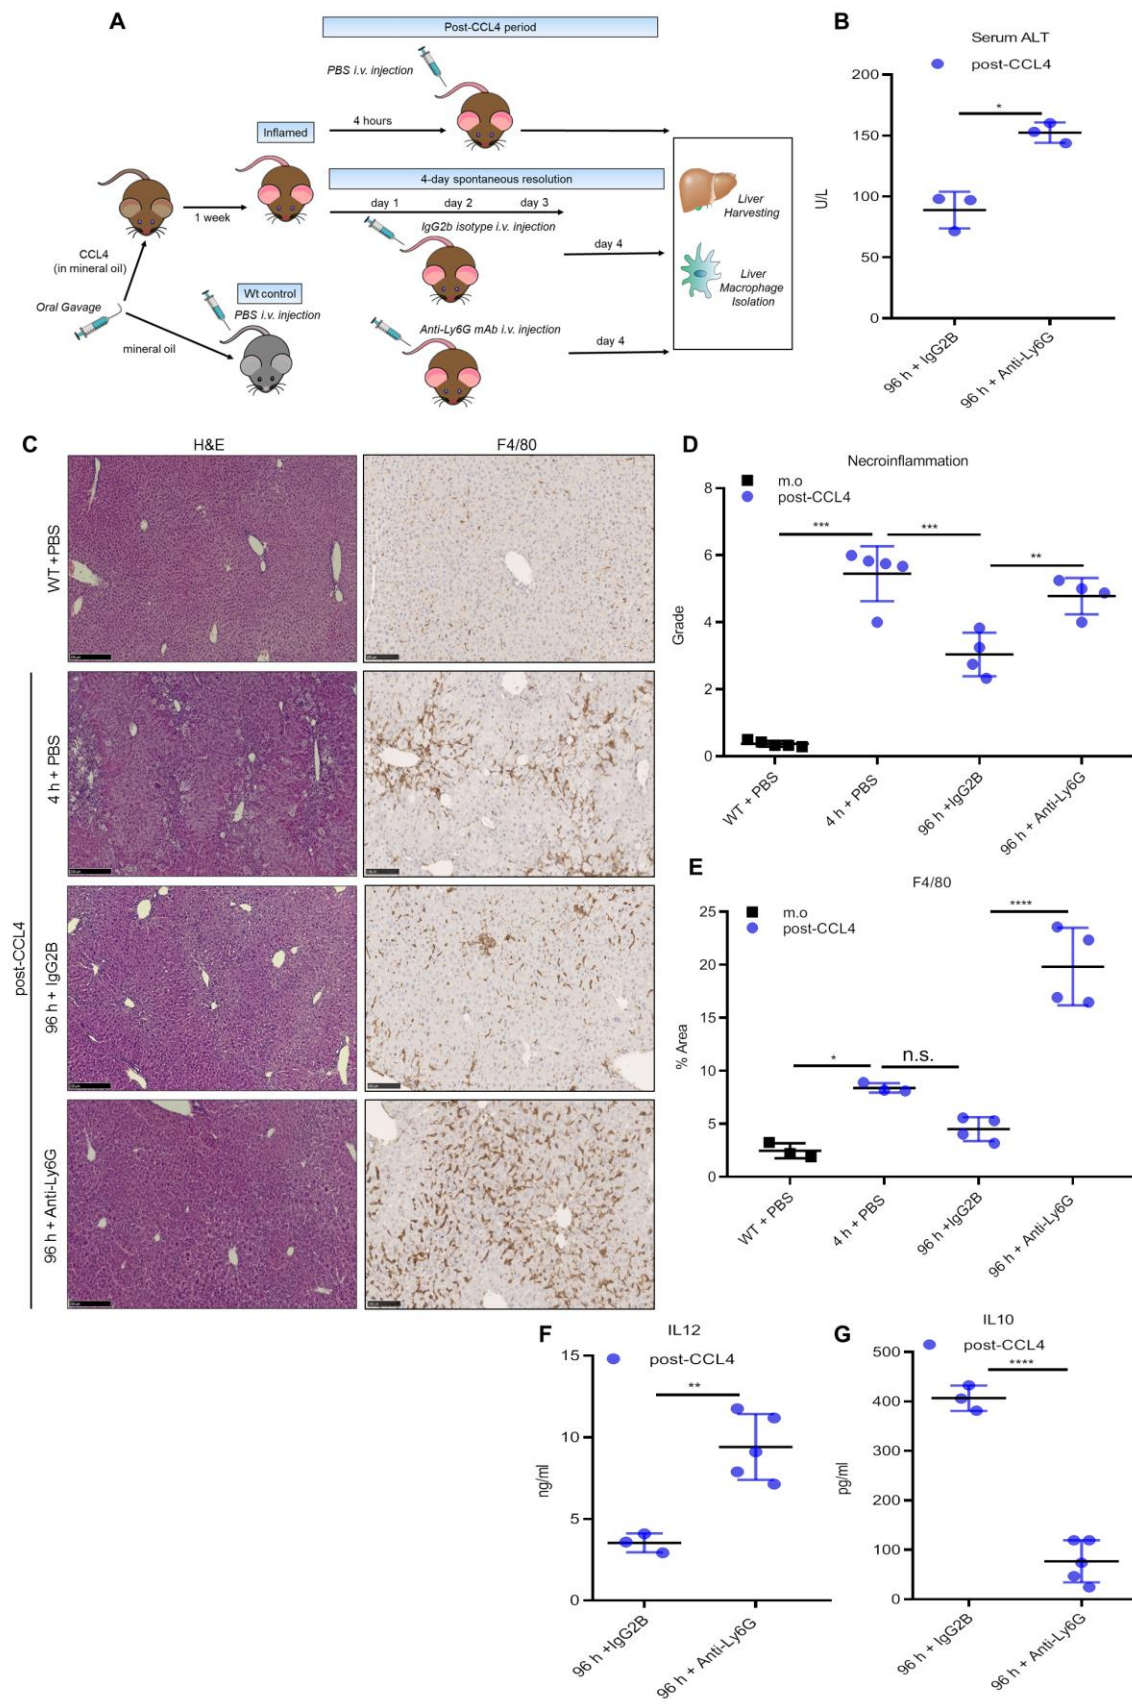 A
Post-CCL4 period
PBS i.v. injection
Inflamed
4 hours
4-day spontaneous resolution
1 week
day 1
day 2
day 3
IgG2b isotype i.v. injection
day 4
CCL4
(in mineral oil)
Oral Gavage
Wt control
PBS i.v. injection
mineral oil
Anti-Ly6G mAb i.v. injection
day 4
Liver
Harvesting
Liver
Macrophage
Isolation
B
Serum ALT
post-CCL4
*
200
150
100
50
0
U/L
96 h + IgG2B
96 h + Anti-Ly6G
C
H&E
F4/80
WT +PBS
4 h + PBS
96 h + IgG2B
96 h + Anti-Ly6G
post-CCL4
D
Necroinflammation
m.o
post-CCL4
***
***
**
8
6
4
2
0
Grade
WT + PBS
4 h + PBS
96 h +IgG2B
96 h + Anti-Ly6G
E
F4/80
m.o
post-CCL4
*
n.s.
****
25
20
15
10
5
0
% Area
WT + PBS
4 h + PBS
96 h +IgG2B
96 h + Anti-Ly6G
F
IL12
post-CCL4
**
15
10
5
0
ng/ml
96 h +IgG2B
96 h + Anti-Ly6G
G
IL10
post-CCL4
****
500
400
300
200
100
0
pg/ml
96 h + IgG2B
96 h + Anti-Ly6G